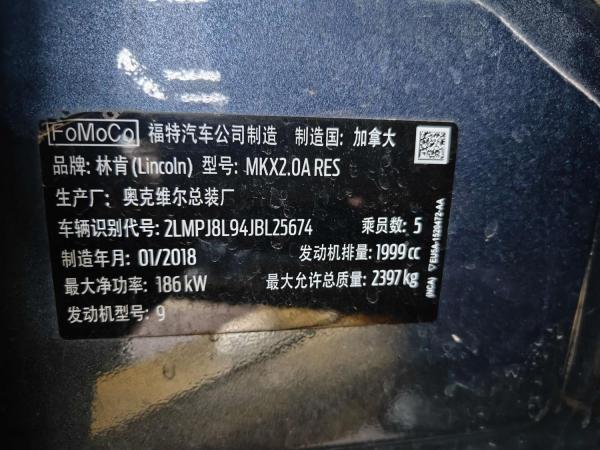 FoMoCo 福特汽车公司制造 制造国: 加拿大
品牌: 林肯(Lincoln) 型号: MKX2.0A RES
生产厂: 奥克维尔总装厂
车辆识别代号: 2LMPJ8L94JBL25674 乘员数: 5
制造年月: 01/2018 发动机排量: 1999 cc
最大净功率: 186 kW 最大允许总质量: 2397 kg
发动机型号: 9
(NCA) ▽EU5A-1520472-AA